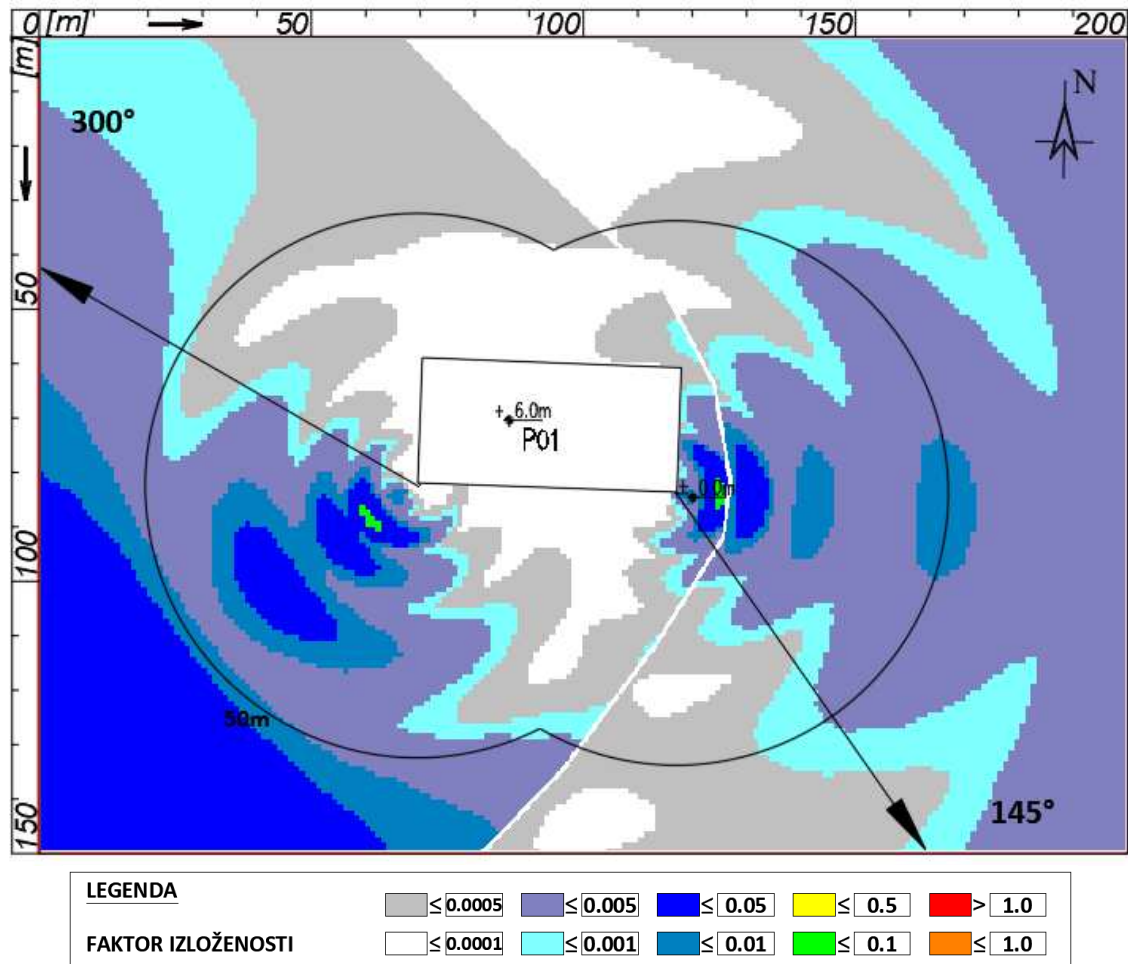 0 [m] 50 100 150 200
[m]
N
300°
50
6.0m
P01
0.0m
100
50m
150
145°
LEGENDA
≤ 0.0005 ≤ 0.005 ≤ 0.05 ≤ 0.5 > 1.0
FAKTOR IZLOŽENOSTI
≤ 0.0001 ≤ 0.001 ≤ 0.01 ≤ 0.1 ≤ 1.0